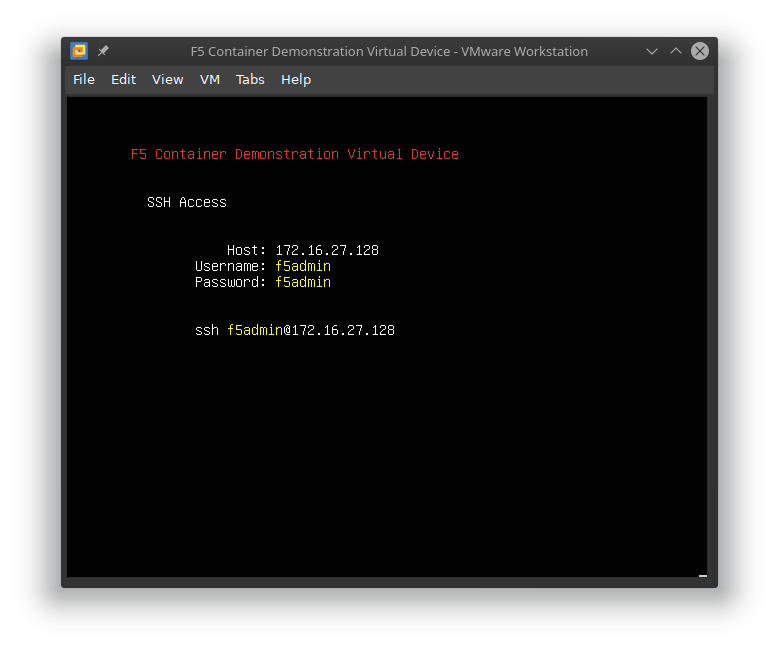 F5 Container Demonstration Virtual Device - VMware Workstation
File Edit View VM Tabs Help
F5 Container Demonstration Virtual Device
SSH Access
Host: 172.16.27.128
Username: f5admin
Password: f5admin
ssh f5admin@172.16.27.128